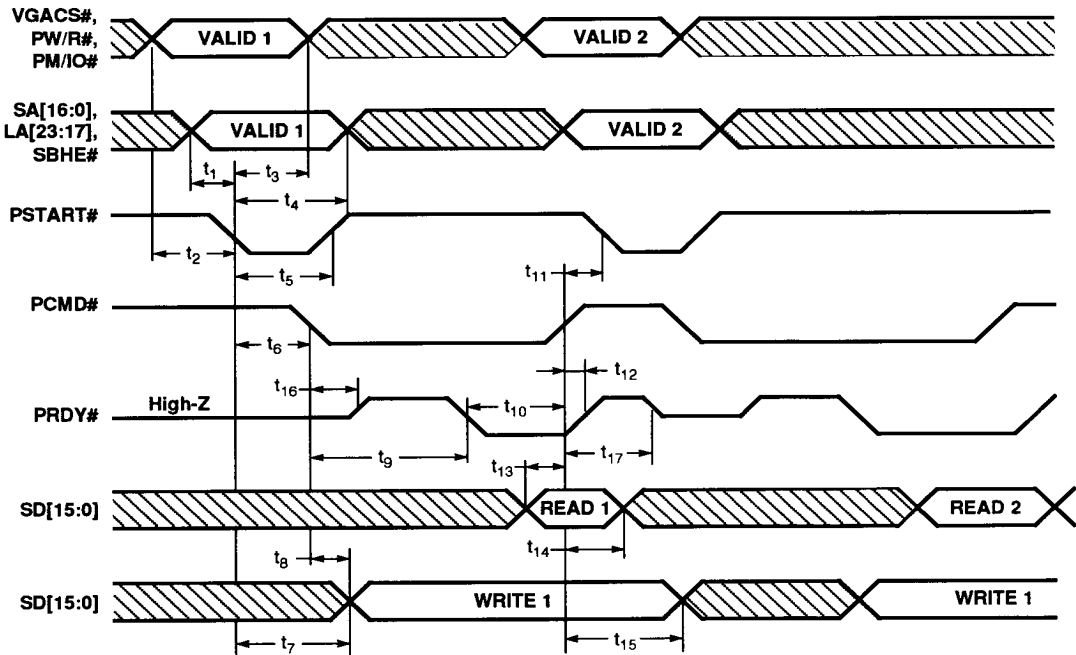 VGACS#,
PW/R#,
PM/IO#
VALID 1
VALID 2
SA[16:0],
LA[23:17],
SBHE#
VALID 1
VALID 2
t1
t3
t4
PSTART#
t2
t5
t11
PCMD#
t6
t12
t16
PRDY#
High-Z
t10
t9
t13
t17
SD[15:0]
READ 1
READ 2
t14
t8
SD[15:0]
WRITE 1
WRITE 1
t7
t15